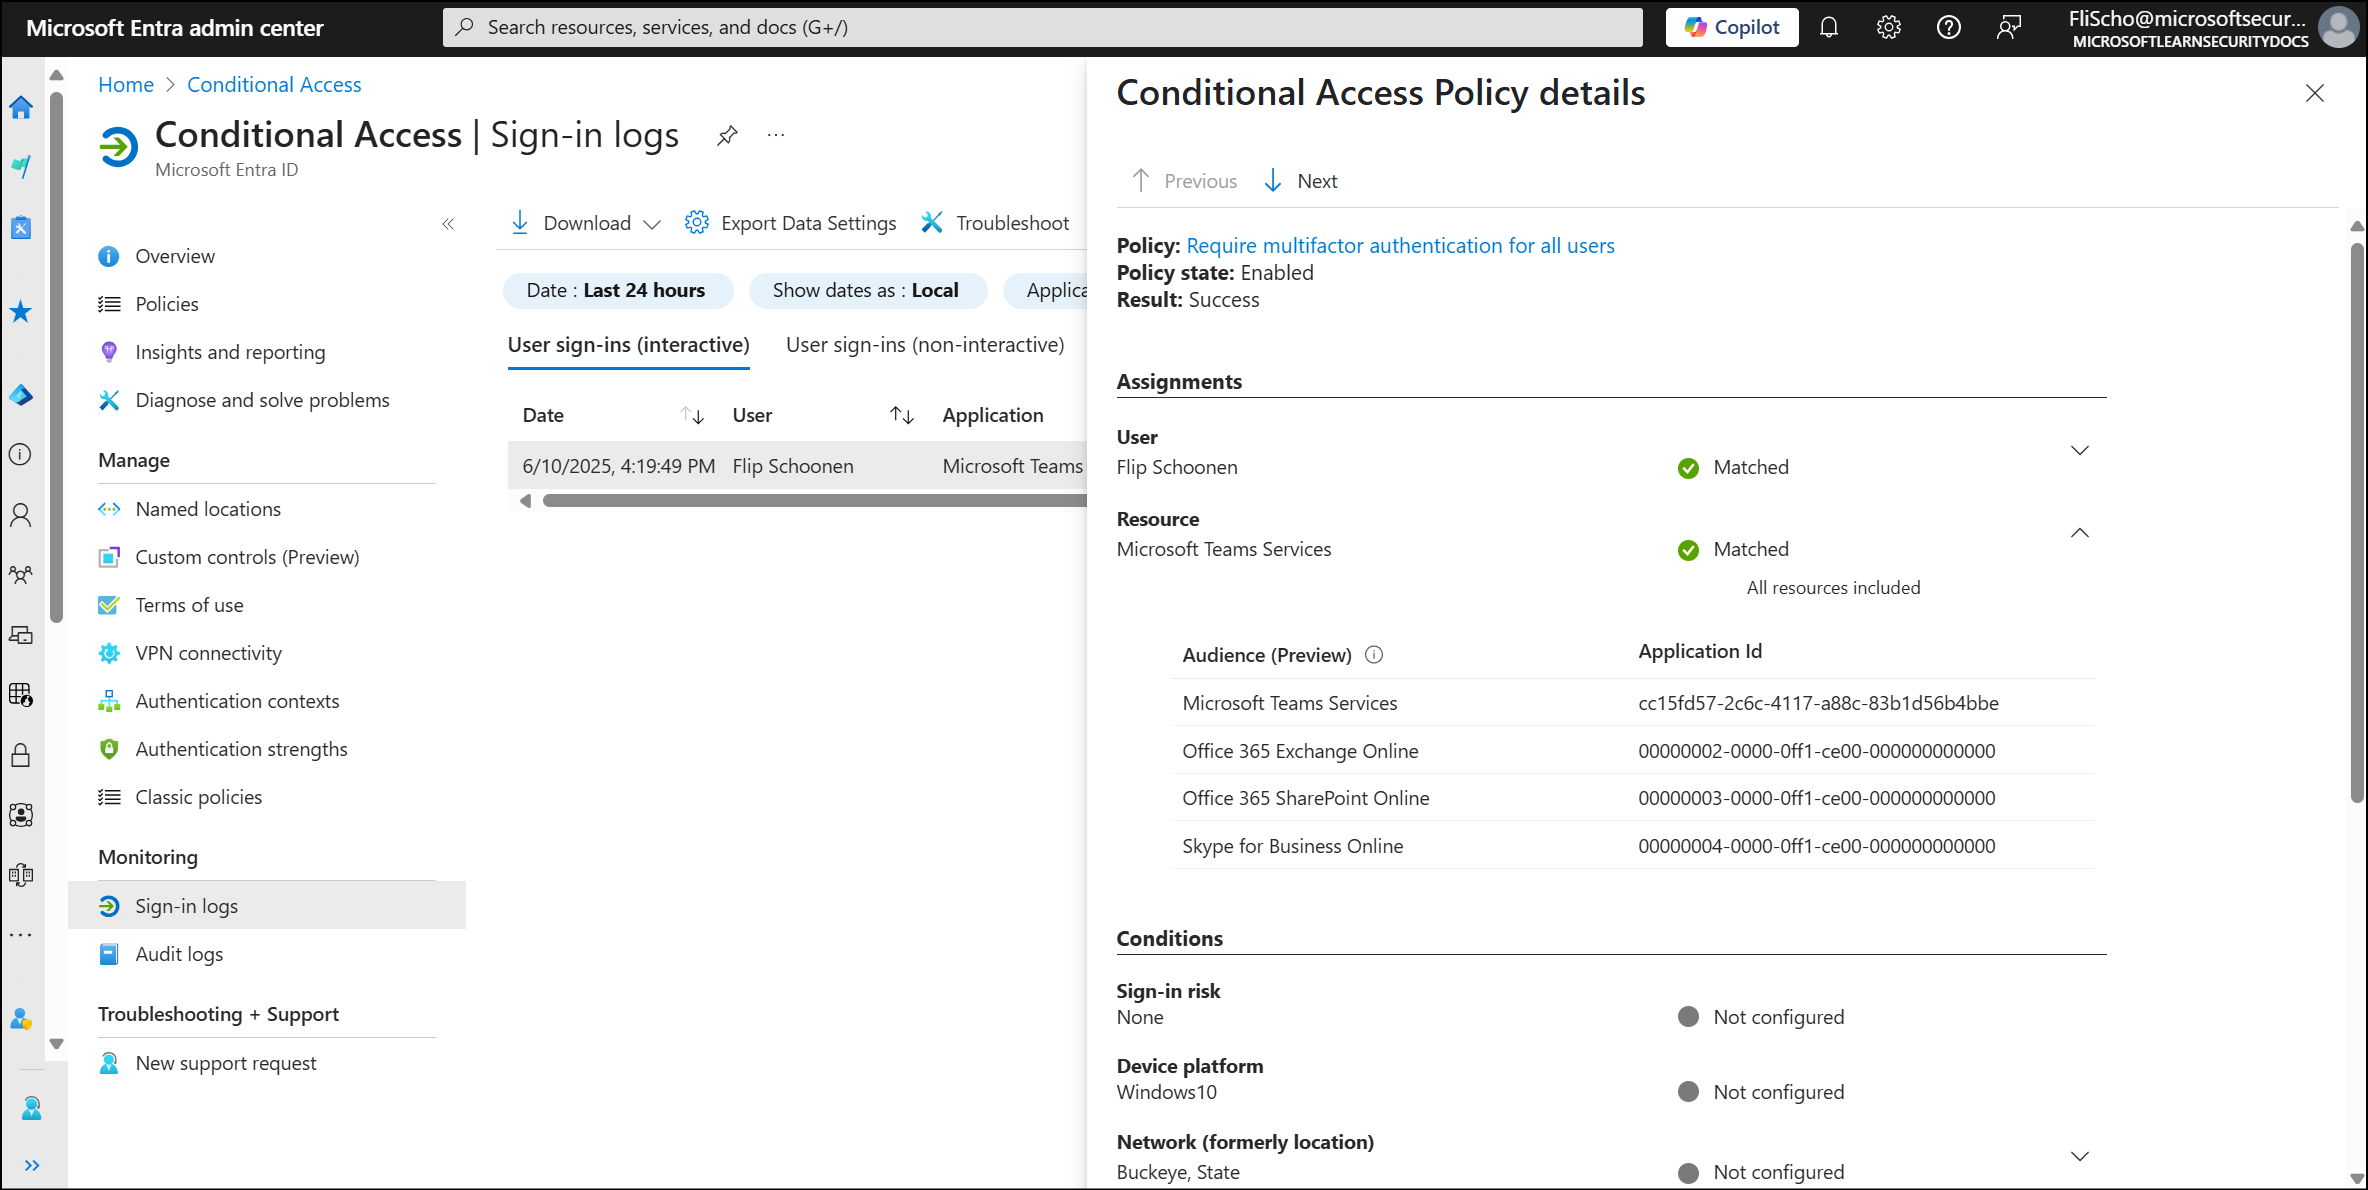 Microsoft Entra admin center
Search resources, services, and docs (G+/)
Copilot
FliScho@microsoftsecur...
MICROSOFTLEARNSECURITYDOCS
Home > Conditional Access
Conditional Access | Sign-in logs
...
Microsoft Entra ID
«
Overview
Policies
Insights and reporting
Diagnose and solve problems
Manage
Named locations
Custom controls (Preview)
Terms of use
VPN connectivity
Authentication contexts
Authentication strengths
Classic policies
Monitoring
Sign-in logs
Audit logs
Troubleshooting + Support
New support request
Download
Export Data Settings
Troubleshoot
Date : Last 24 hours
Show dates as : Local
Applica
User sign-ins (interactive)
User sign-ins (non-interactive)
Date User Application
6/10/2025, 4:19:49 PM Flip Schoonen Microsoft Teams
Conditional Access Policy details
Previous Next
Policy: Require multifactor authentication for all users
Policy state: Enabled
Result: Success
Assignments
User
Flip Schoonen Matched
Resource
Microsoft Teams Services Matched
All resources included
Audience (Preview) Application Id
Microsoft Teams Services cc15fd57-2c6c-4117-a88c-83b1d56b4bbe
Office 365 Exchange Online 00000002-0000-0ff1-ce00-000000000000
Office 365 SharePoint Online 00000003-0000-0ff1-ce00-000000000000
Skype for Business Online 00000004-0000-0ff1-ce00-000000000000
Conditions
Sign-in risk
None Not configured
Device platform
Windows10 Not configured
Network (formerly location)
Buckeye, State Not configured